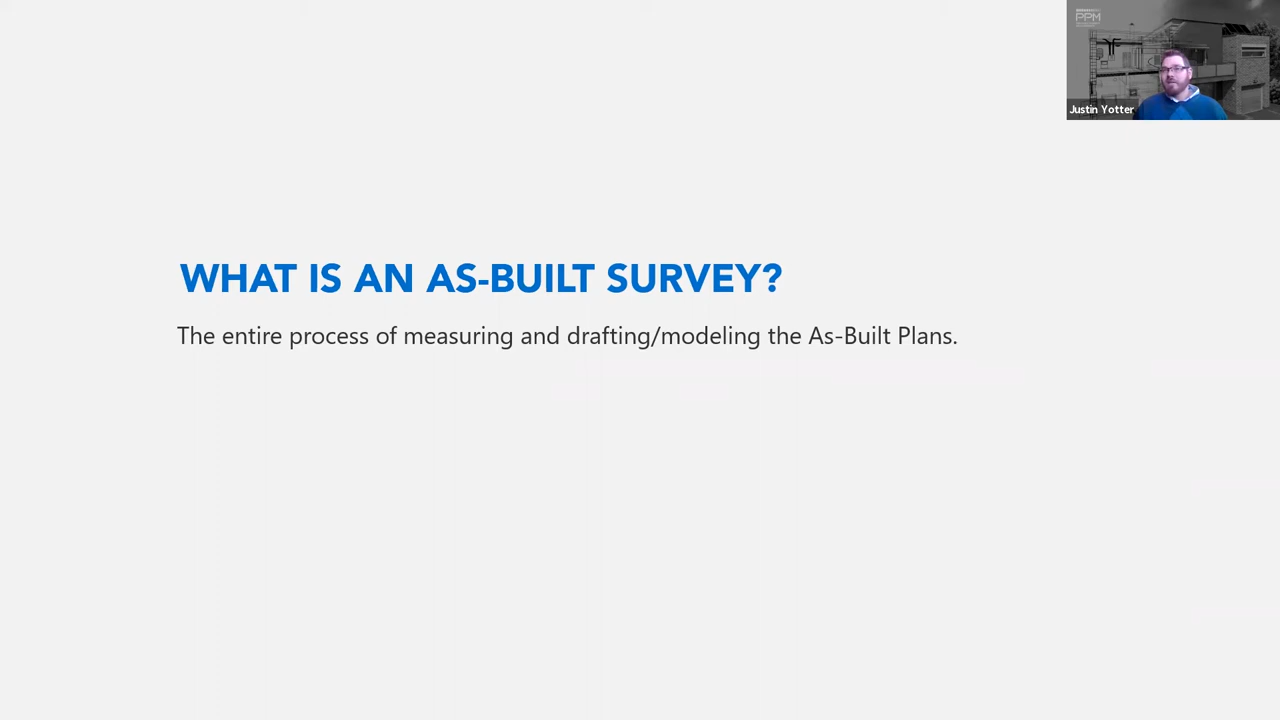 PPM
Justin Yotter
WHAT IS AN AS-BUILT SURVEY?
The entire process of measuring and drafting/modeling the As-Built Plans.